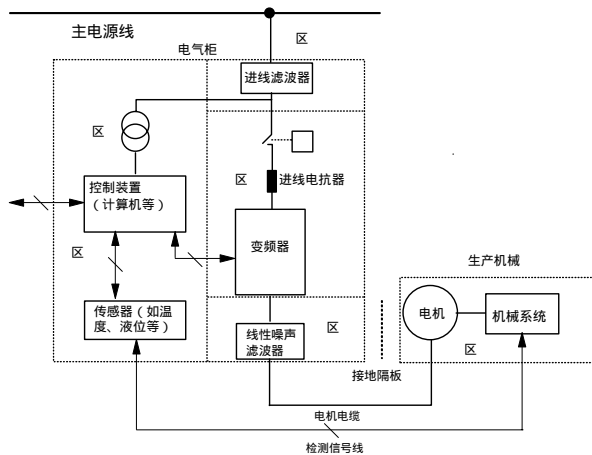 主电源线
区
电气柜
进线滤波器
区
控制装置
（计算机等）
区
进线电抗器
变频器
区
生产机械
传感器（如温
度、液位等）
线性噪声
滤波器
区
电机
机械系统
区
接地隔板
电机电缆
检测信号线